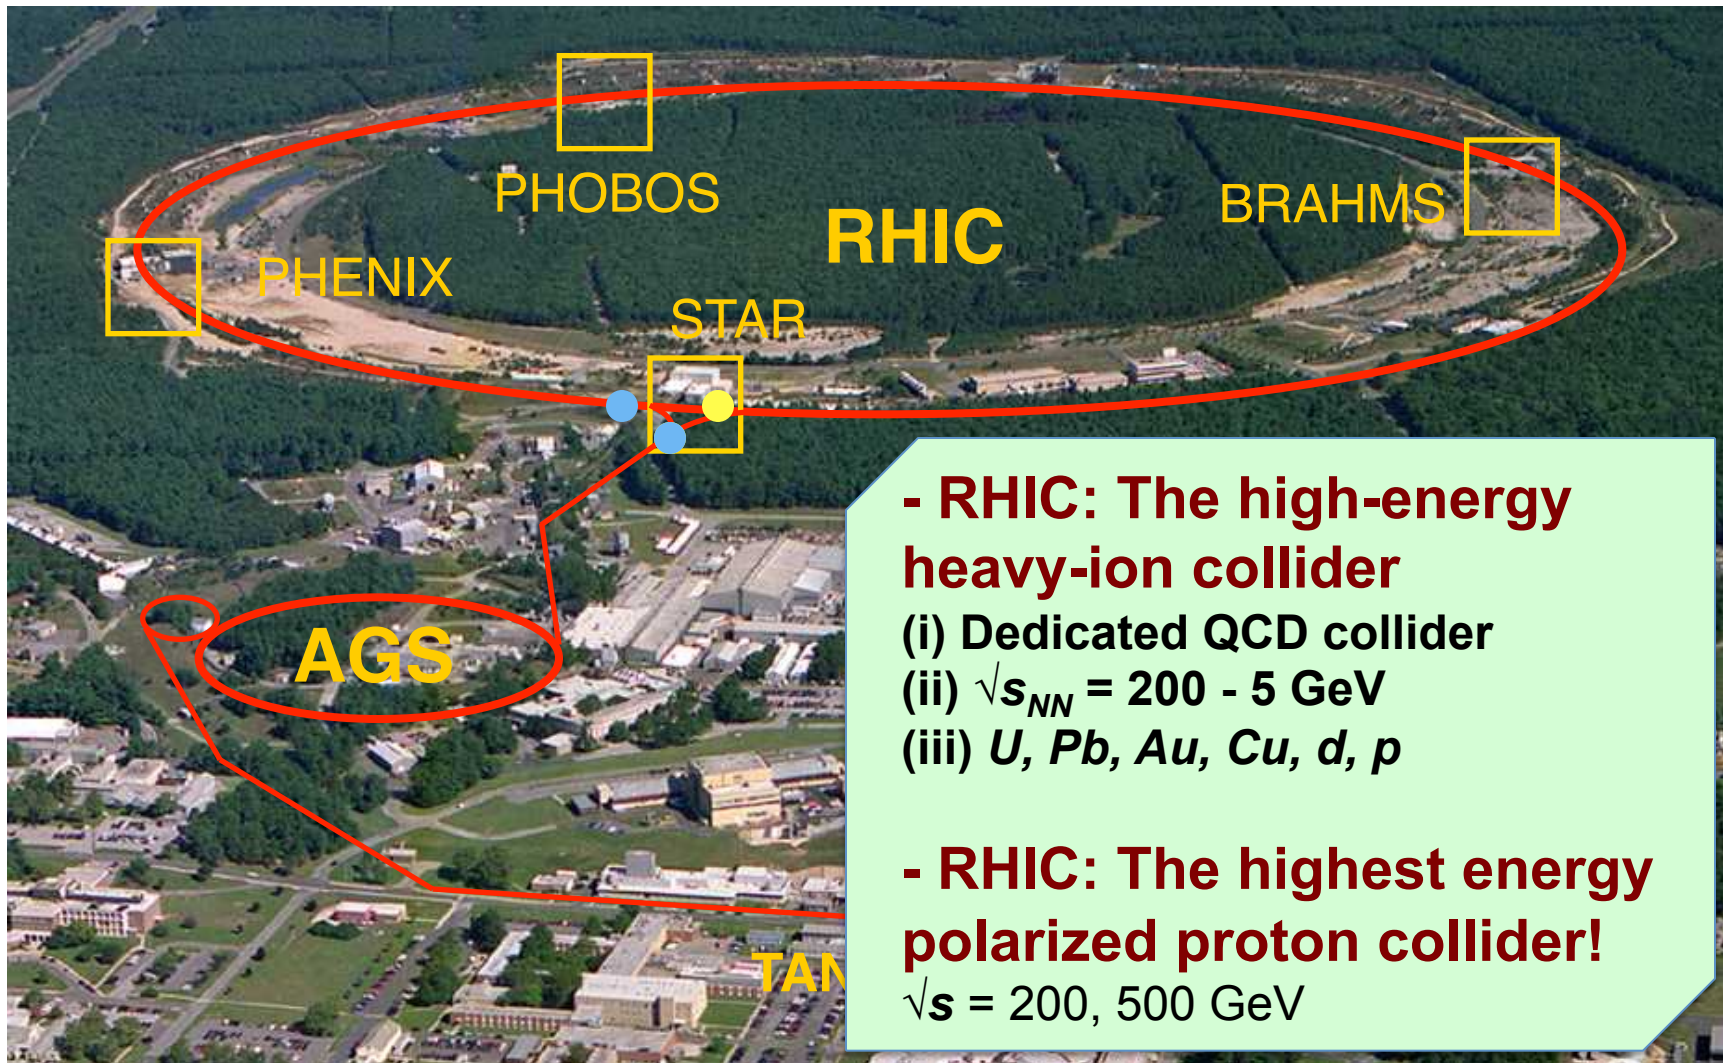 PHOBOS
BRAHMS
RHIC
PHENIX
STAR
AGS
TAN
- RHIC: The high-energy
heavy-ion collider
(i) Dedicated QCD collider
(ii) √sNN = 200 - 5 GeV
(iii) U, Pb, Au, Cu, d, p
- RHIC: The highest energy
polarized proton collider!
√s = 200, 500 GeV